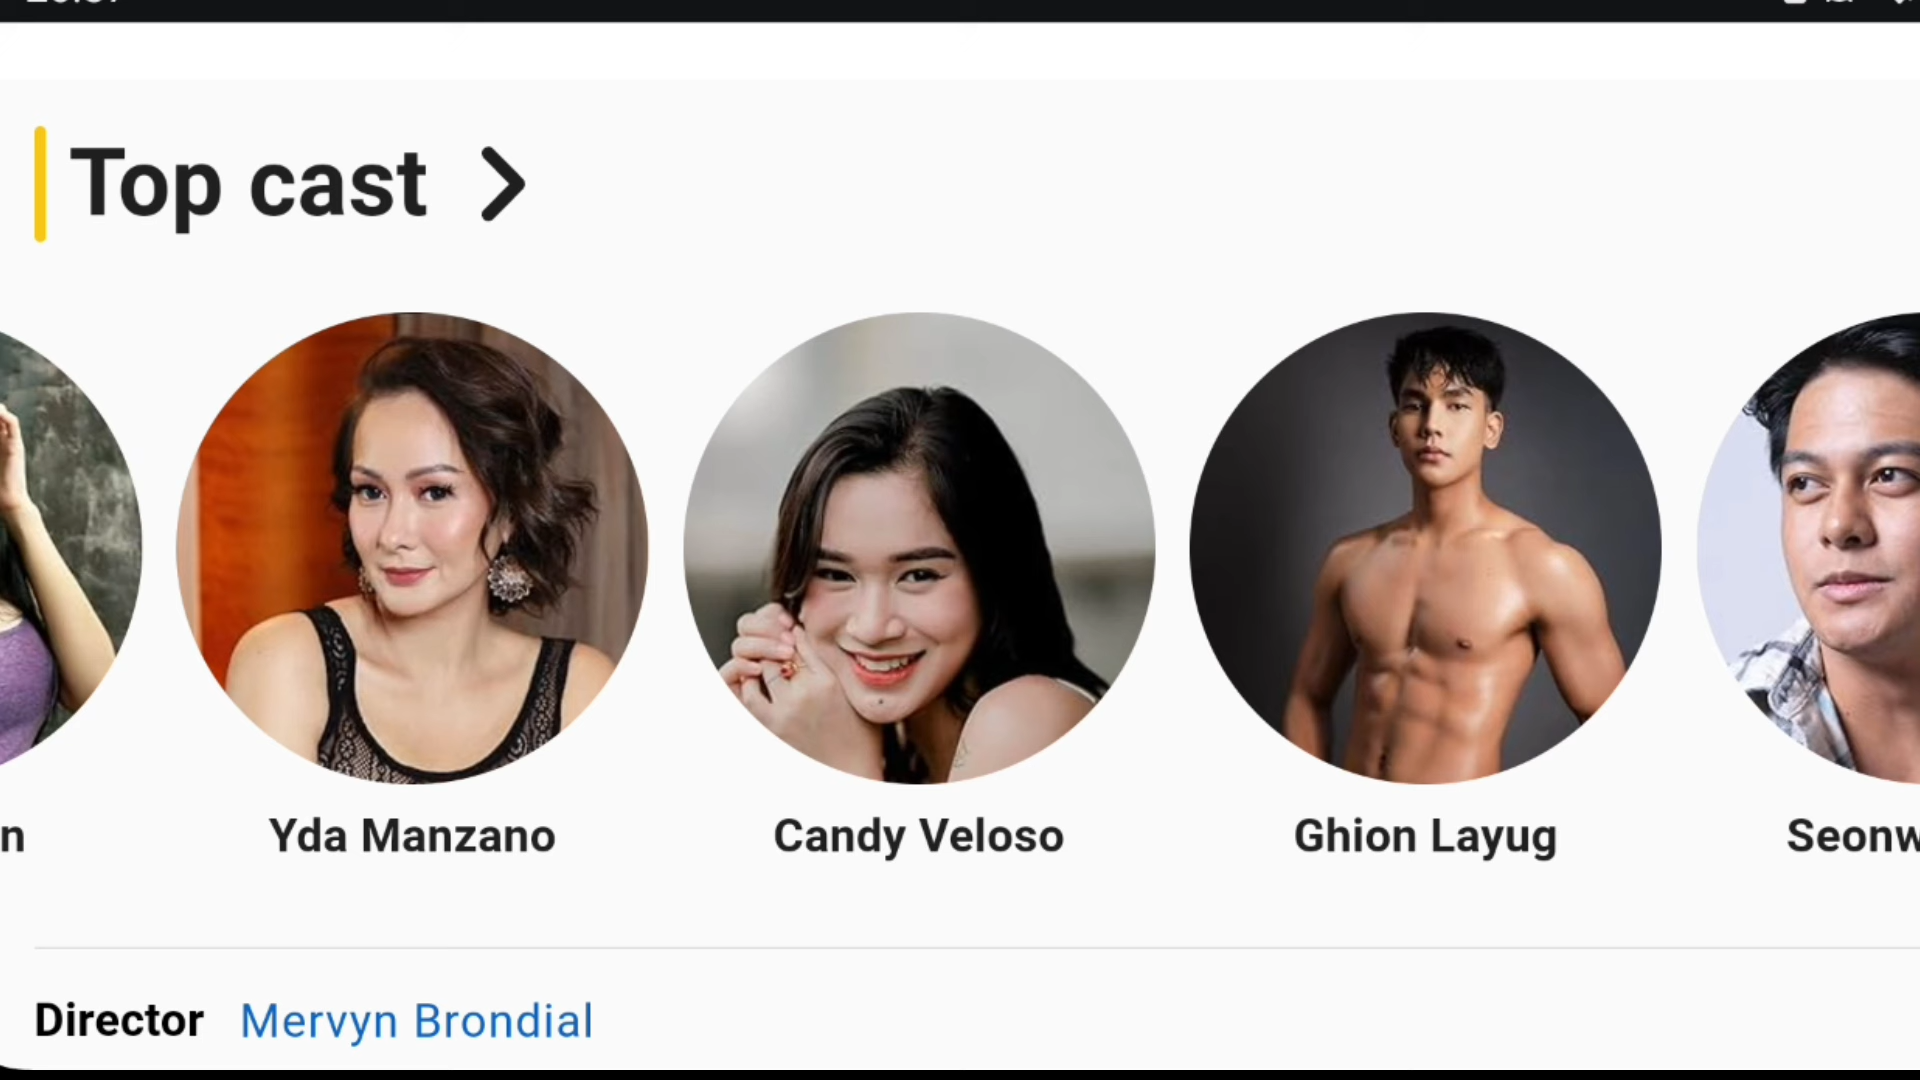 Top cast
Yda Manzano
Candy Veloso
Ghion Layug
Director Mervyn Brondial